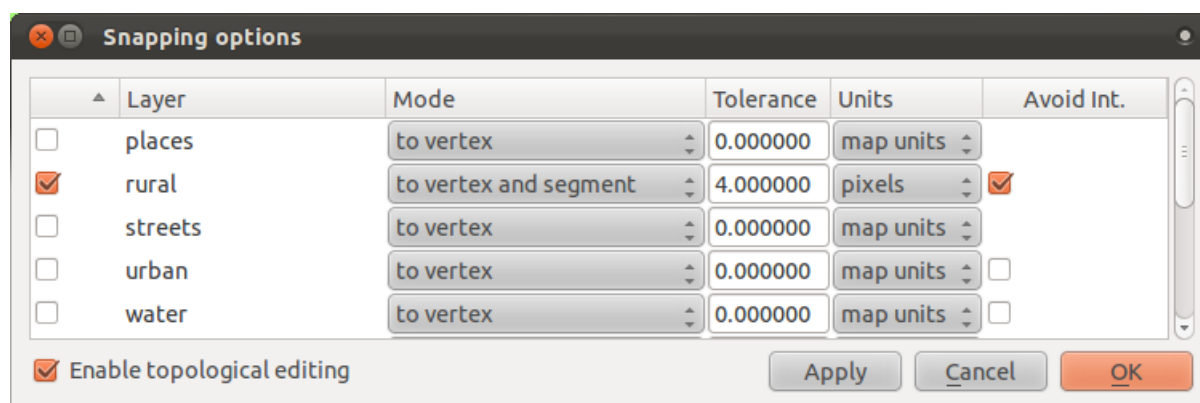 Snapping options
Layer Mode Tolerance Units Avoid Int.
places to vertex 0.000000 map units
rural to vertex and segment 4.000000 pixels
streets to vertex 0.000000 map units
urban to vertex 0.000000 map units
water to vertex 0.000000 map units
Enable topological editing Apply Cancel OK